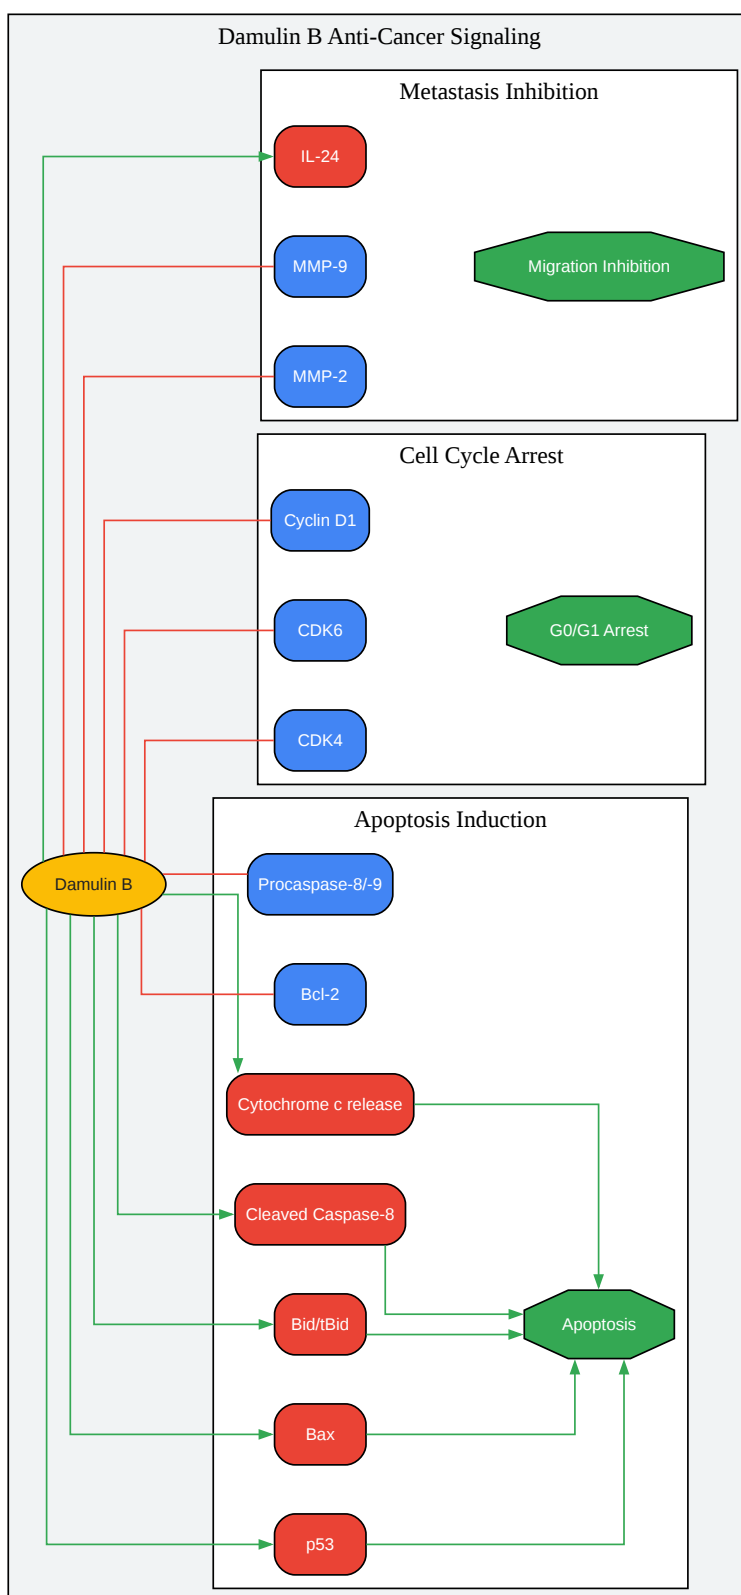 Damulin B Anti-Cancer Signaling
Metastasis Inhibition
IL-24
MMP-9
Migration Inhibition
MMP-2
Cell Cycle Arrest
Cyclin D1
CDK6
G0/G1 Arrest
CDK4
Apoptosis Induction
Damulin B
Procaspase-8/-9
Bcl-2
Cytochrome c release
Cleaved Caspase-8
Bid/tBid
Apoptosis
Bax
p53